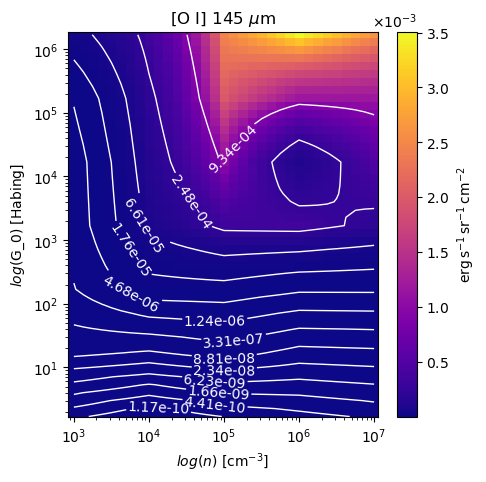 [O I] 145 μm
×10⁻³
log(G_0) [Habing]
10⁶
10⁵
10⁴
10³
10²
10¹
9.34e-04
2.48e-04
6.61e-05
1.76e-05
4.68e-06
1.24e-06
3.31e-07
8.81e-08
2.34e-08
6.23e-09
1.66e-09
4.41e-10
1.17e-10
10³ 10⁴ 10⁵ 10⁶ 10⁷
log(n) [cm⁻³]
3.5
3.0
2.5
2.0
1.5
1.0
0.5
erg s⁻¹ sr⁻¹ cm⁻²